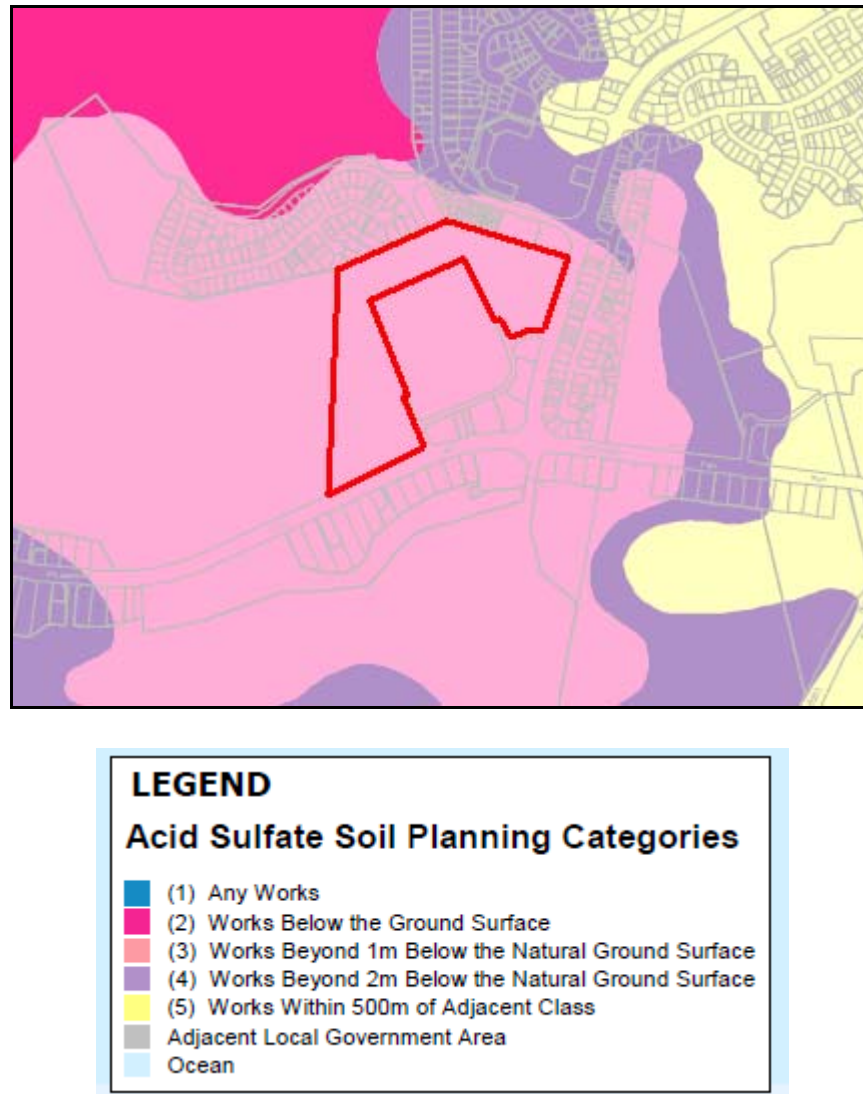 LEGEND
Acid Sulfate Soil Planning Categories
(1) Any Works
(2) Works Below the Ground Surface
(3) Works Beyond 1m Below the Natural Ground Surface
(4) Works Beyond 2m Below the Natural Ground Surface
(5) Works Within 500m of Adjacent Class
Adjacent Local Government Area
Ocean